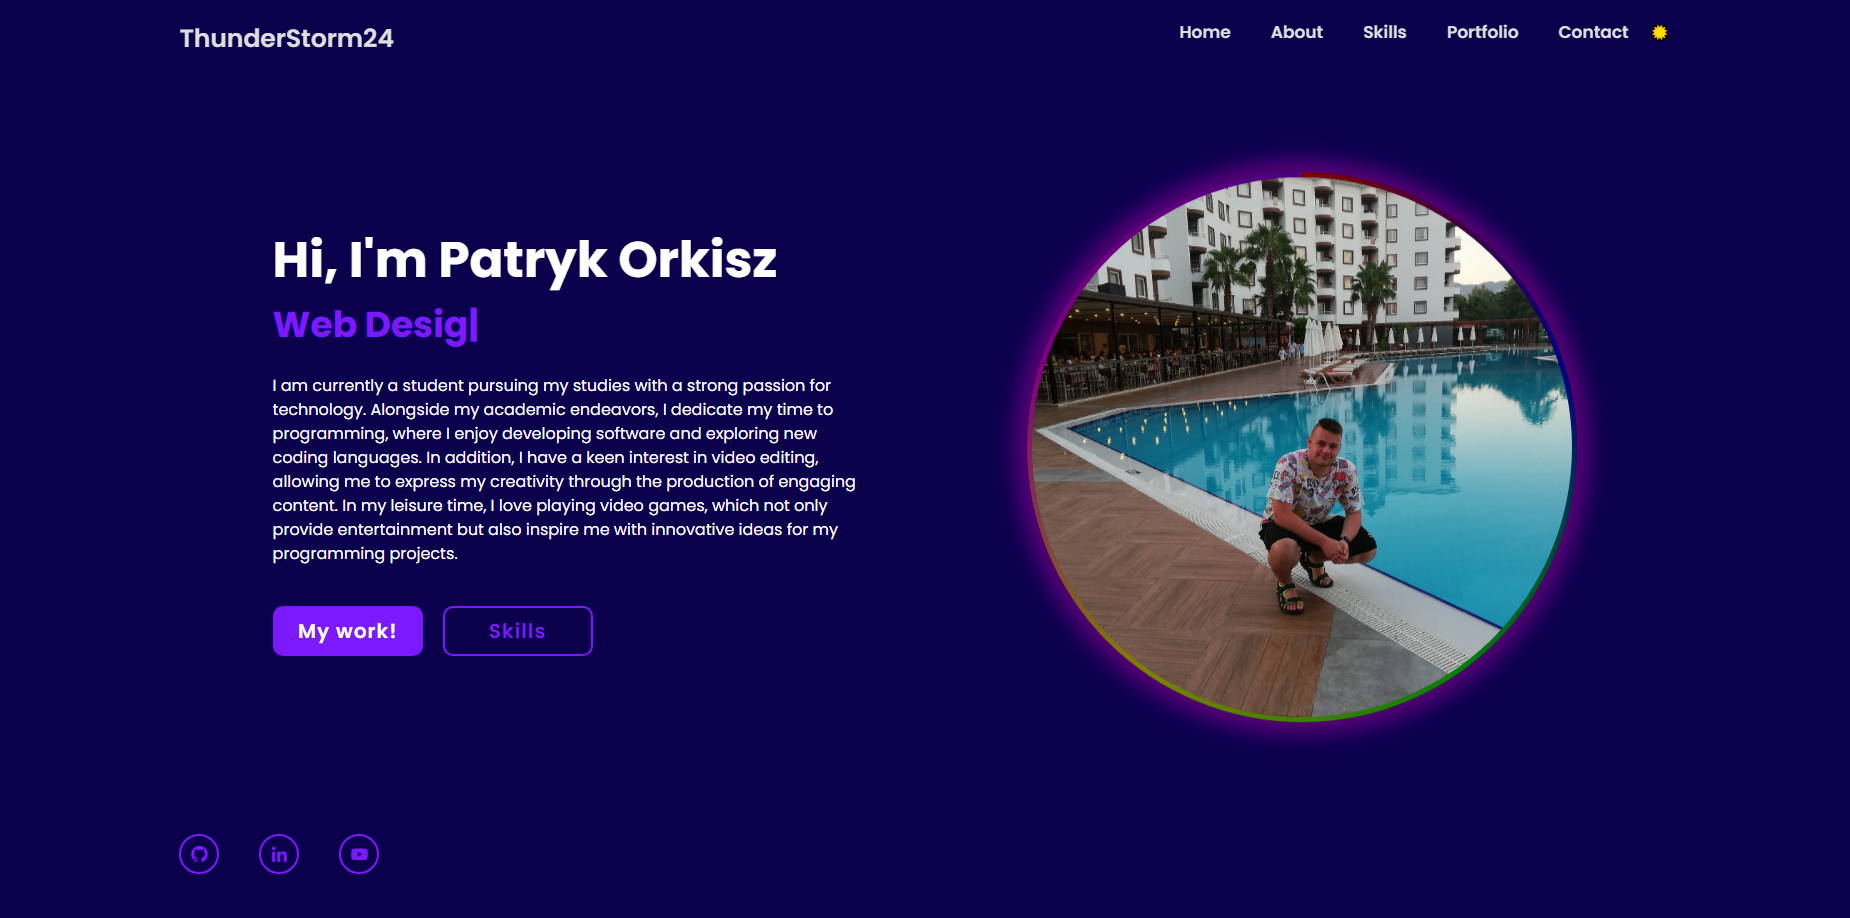 ThunderStorm24
Home About Skills Portfolio Contact
Hi, I'm Patryk Orkisz
Web Desig|
I am currently a student pursuing my studies with a strong passion for
technology. Alongside my academic endeavors, I dedicate my time to
programming, where I enjoy developing software and exploring new
coding languages. In addition, I have a keen interest in video editing,
allowing me to express my creativity through the production of engaging
content. In my leisure time, I love playing video games, which not only
provide entertainment but also inspire me with innovative ideas for my
programming projects.
My work! Skills
in